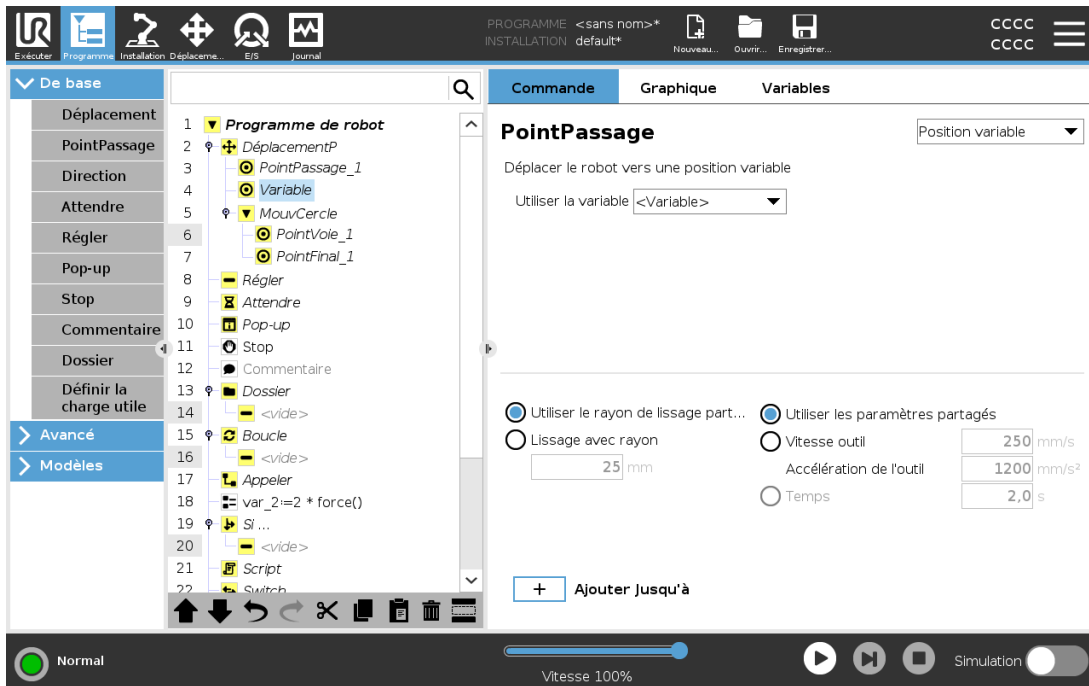 PROGRAMME <sans nom>*
INSTALLATION default*
Exécuter
Programme
Installation
Déplaceme...
E/S
Journal
Nouveau...
Ouvrir...
Enregistrer...
CCCC
CCCC
De base
Déplacement
PointPassage
Direction
Attendre
Régler
Pop-up
Stop
Commentaire
Dossier
Définir la
charge utile
Avancé
Modèles
1 Programme de robot
2 DéplacementP
3 PointPassage_1
4 Variable
5 MouvCercle
6 PointVoie_1
7 PointFinal_1
8 Régler
9 Attendre
10 Pop-up
11 Stop
12 Commentaire
13 Dossier
14 <vide>
15 Boucle
16 <vide>
17 Appeler
18 var_2:=2 * force()
19 Si ...
20 <vide>
21 Script
22 Switch
Commande
Graphique
Variables
PointPassage
Position variable
Déplacer le robot vers une position variable
Utiliser la variable <Variable>
Utiliser le rayon de lissage part...
Lissage avec rayon
25 mm
Utiliser les paramètres partagés
Vitesse outil 250 mm/s
Accélération de l'outil 1200 mm/s²
Temps 2,0 s
+ Ajouter Jusqu'à
Normal
Vitesse 100%
Simulation